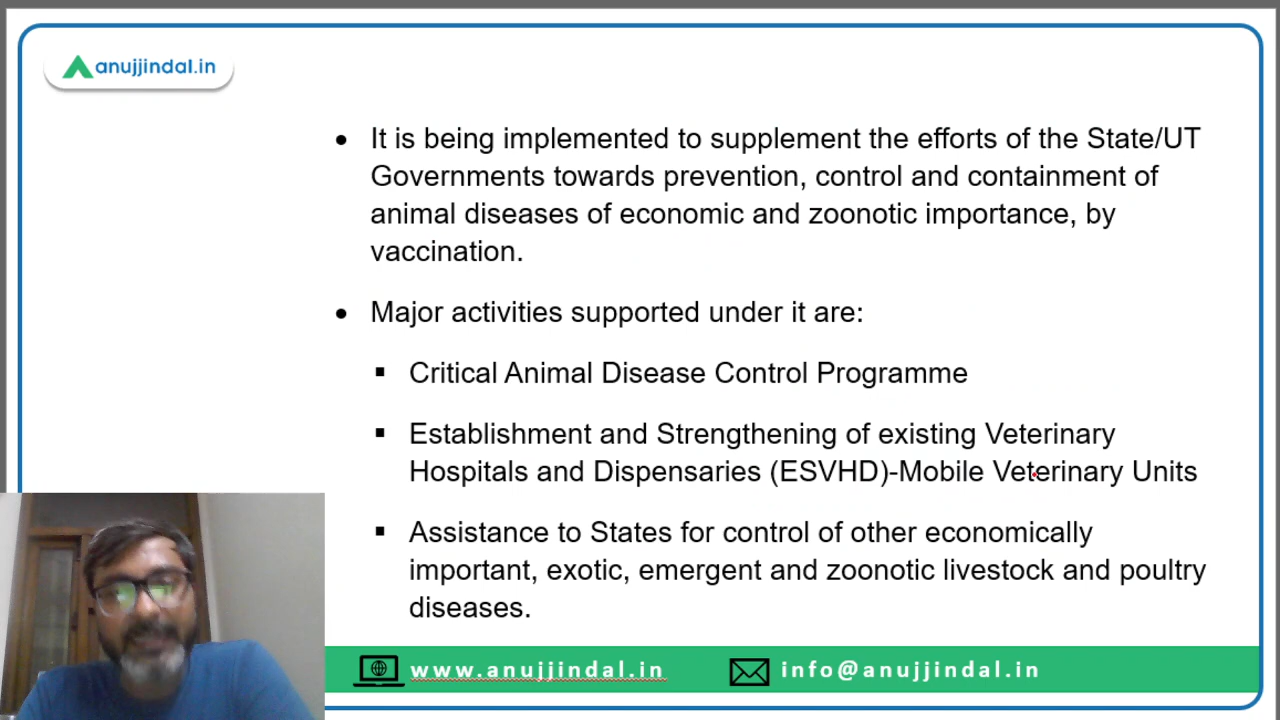 anujjindal.in
• It is being implemented to supplement the efforts of the State/UT
Governments towards prevention, control and containment of
animal diseases of economic and zoonotic importance, by
vaccination.
• Major activities supported under it are:
▪ Critical Animal Disease Control Programme
▪ Establishment and Strengthening of existing Veterinary
Hospitals and Dispensaries (ESVHD)-Mobile Veterinary Units
▪ Assistance to States for control of other economically
important, exotic, emergent and zoonotic livestock and poultry
diseases.
www.anujjindal.in info@anujjindal.in